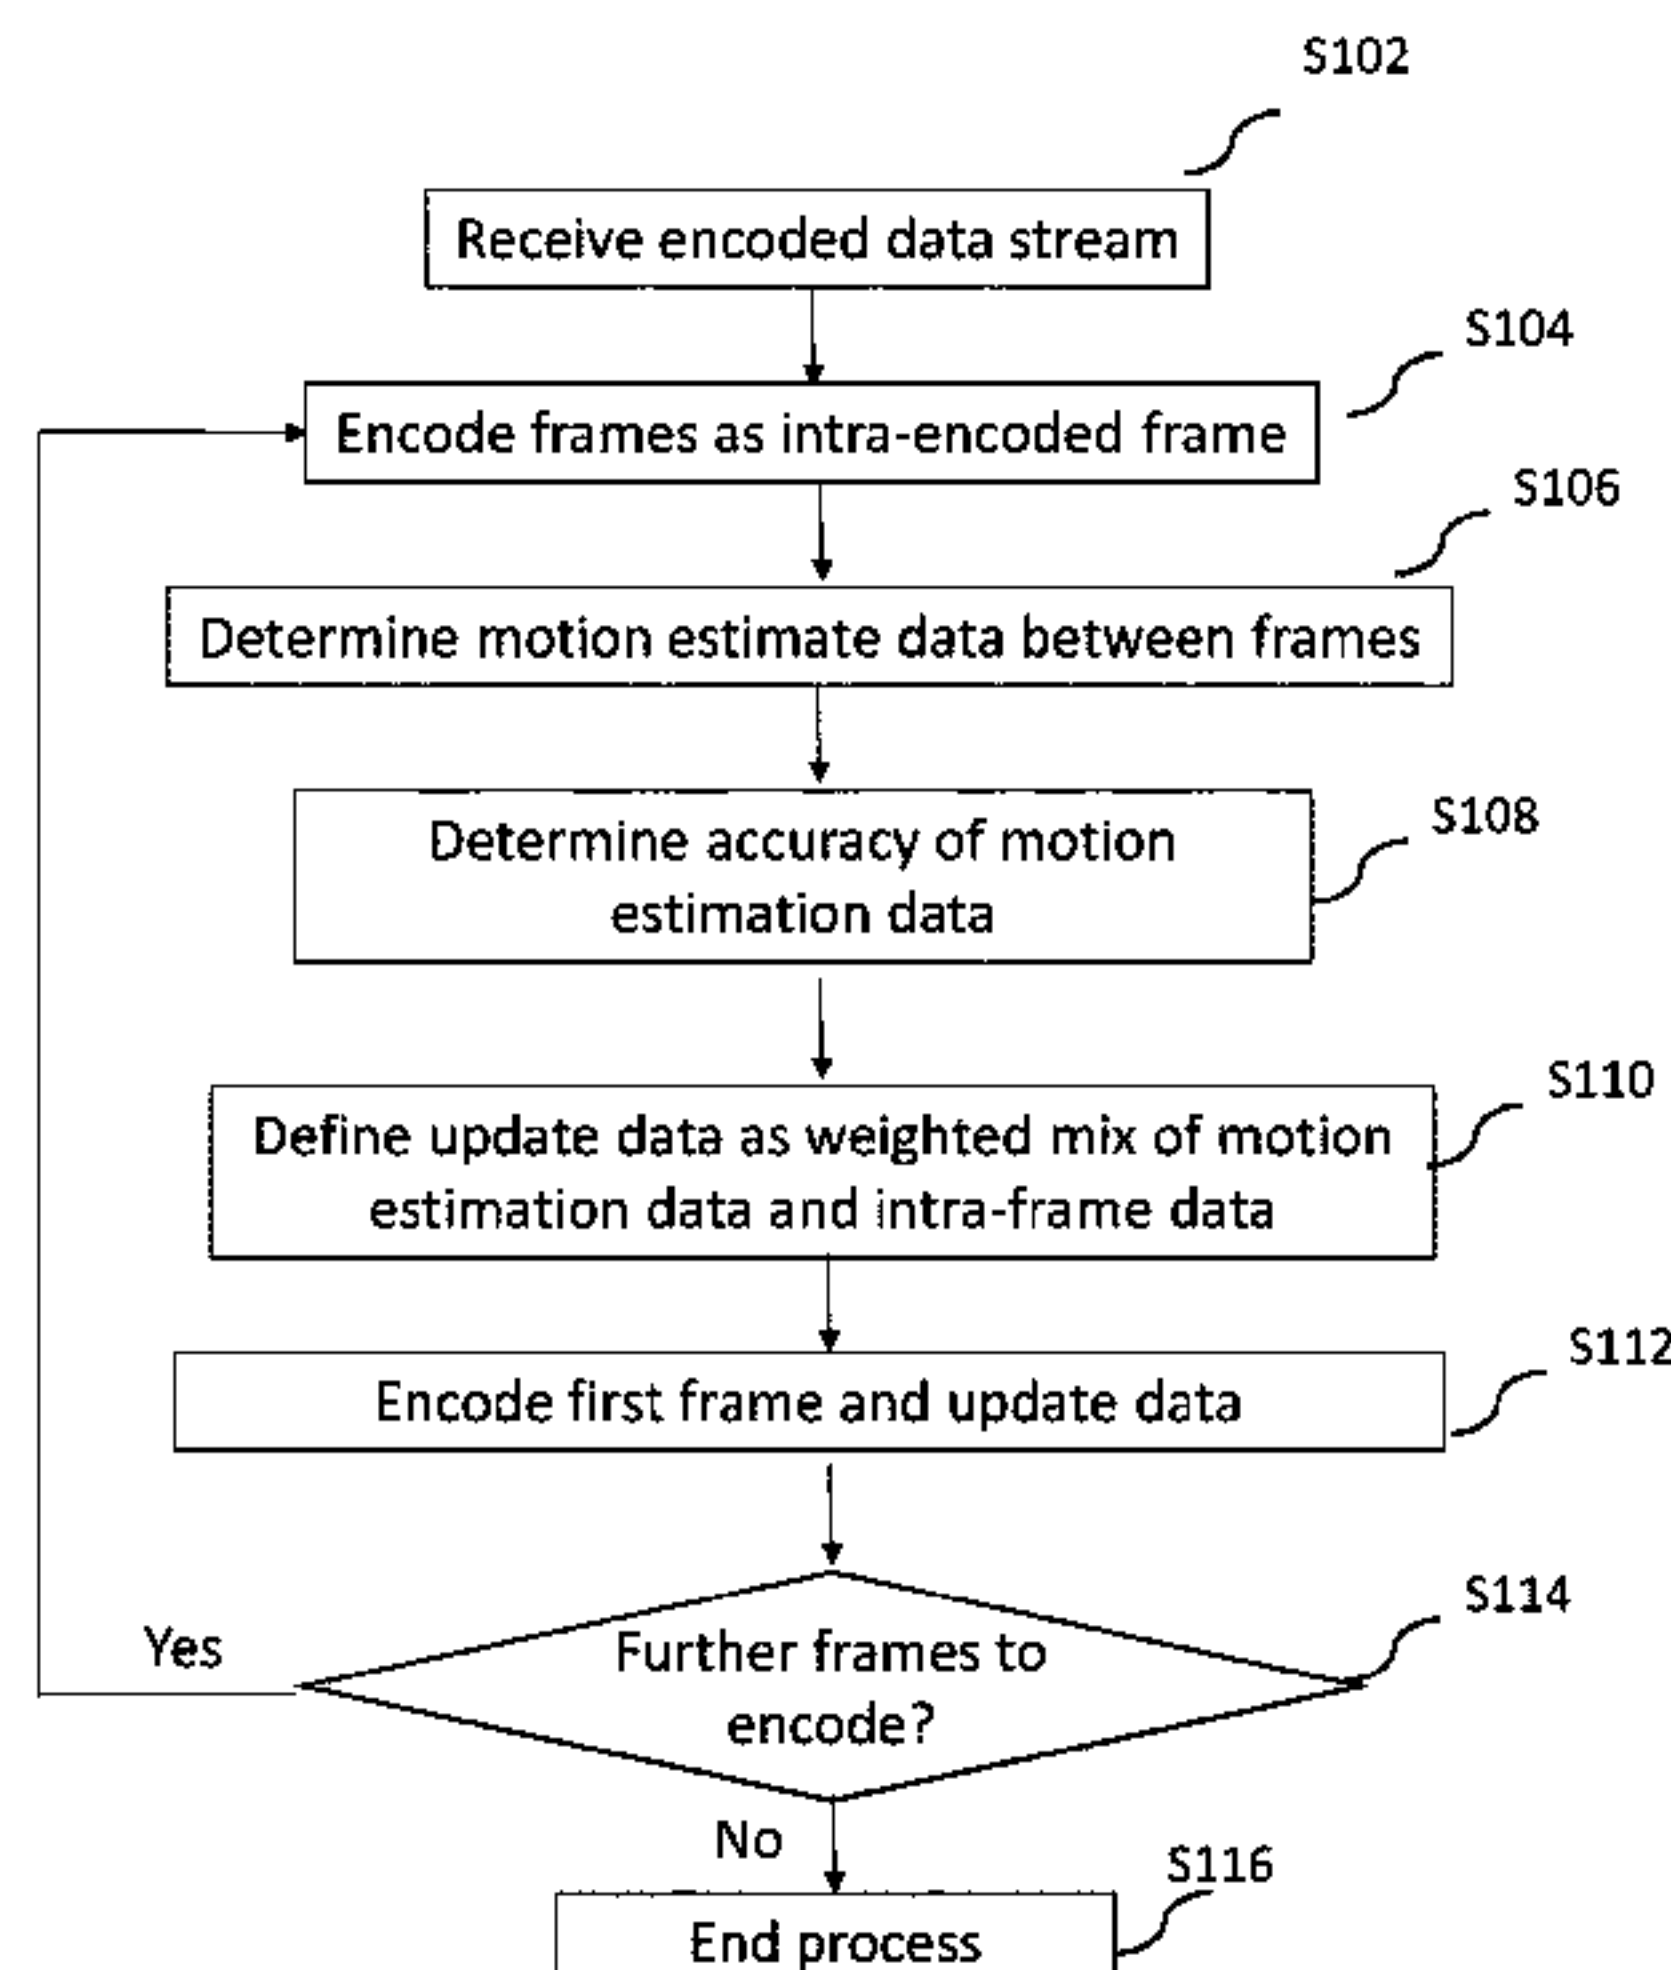 S102
Receive encoded data stream
S104
Encode frames as intra-encoded frame
S106
Determine motion estimate data between frames
S108
Determine accuracy of motion
estimation data
S110
Define update data as weighted mix of motion
estimation data and intra-frame data
S112
Encode first frame and update data
S114
Yes
Further frames to
encode?
No
S116
End process